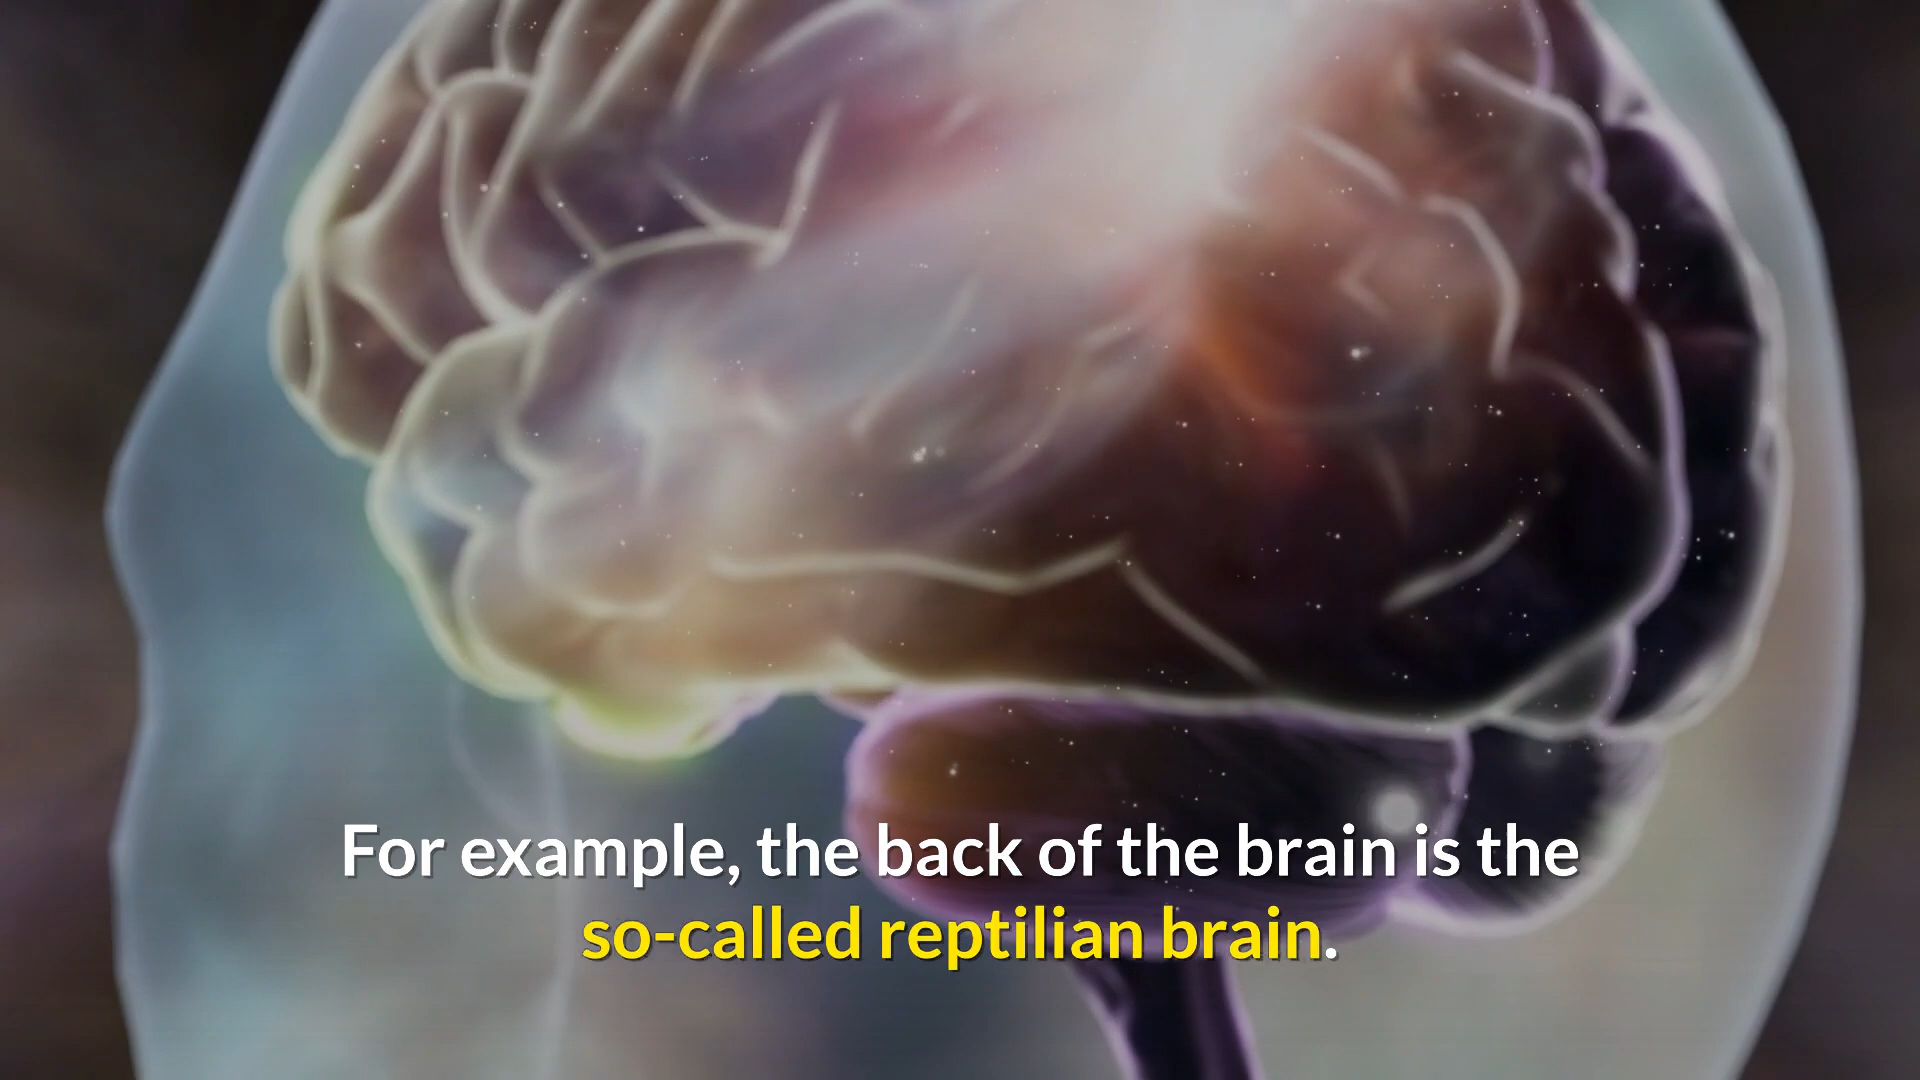 For example, the back of the brain is the
so-called reptilian brain.